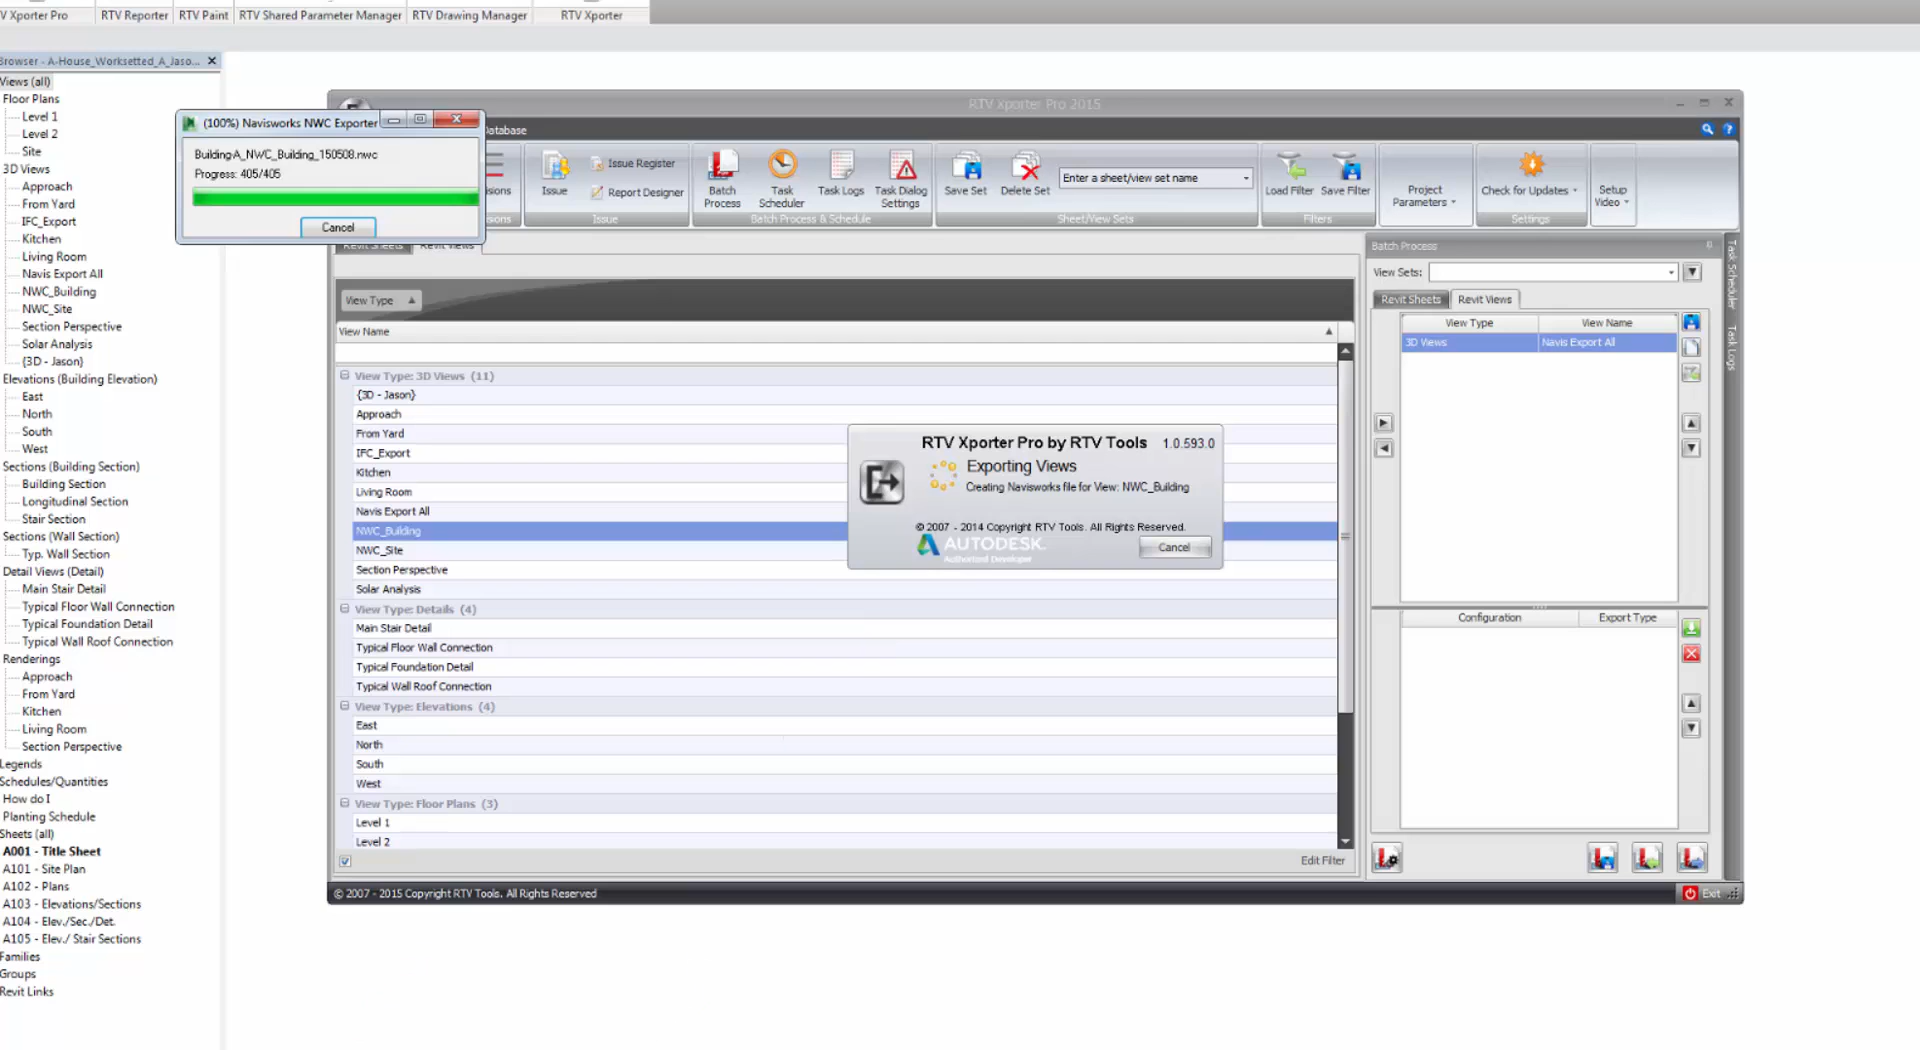 V Xporter Pro
RTV Reporter
RTV Paint
RTV Shared Parameter Manager
RTV Drawing Manager
RTV Xporter
Browser - A-House_Worksetted_A_Jaso...
Views (all)
Floor Plans
Level 1
Level 2
Site
3D Views
Approach
From Yard
IFC_Export
Kitchen
Living Room
Navis Export All
NWC_Building
NWC_Site
Section Perspective
Solar Analysis
{3D - Jason}
Elevations (Building Elevation)
East
North
South
West
Sections (Building Section)
Building Section
Longitudinal Section
Stair Section
Sections (Wall Section)
Typ. Wall Section
Detail Views (Detail)
Main Stair Detail
Typical Floor Wall Connection
Typical Foundation Detail
Typical Wall Roof Connection
Renderings
Approach
From Yard
Kitchen
Living Room
Section Perspective
Legends
Schedules/Quantities
How do I
Planting Schedule
Sheets (all)
A001 - Title Sheet
A101 - Site Plan
A102 - Plans
A103 - Elevations/Sections
A104 - Elev./Sec./Det.
A105 - Elev./ Stair Sections
Families
Groups
Revit Links
(100%) Navisworks NWC Exporter
Building-A_NWC_Building_150508.nwc
Progress: 405/405
Cancel
RTV Xporter Pro 2015
Database
Issue
Issue Register
Report Designer
Issue
Batch Process
Task Scheduler
Task Logs
Task Dialog Settings
Batch Process & Schedule
Save Set
Delete Set
Enter a sheet/view set name
Sheet/View Sets
Load Filter
Save Filter
Filters
Project Parameters
Check for Updates
Settings
Setup Video
Revit Sheets
Revit Views
View Type
View Name
View Type: 3D Views (11)
{3D - Jason}
Approach
From Yard
IFC_Export
Kitchen
Living Room
Navis Export All
NWC_Building
NWC_Site
Section Perspective
Solar Analysis
View Type: Details (4)
Main Stair Detail
Typical Floor Wall Connection
Typical Foundation Detail
Typical Wall Roof Connection
View Type: Elevations (4)
East
North
South
West
View Type: Floor Plans (3)
Level 1
Level 2
Edit Filter
RTV Xporter Pro by RTV Tools 1.0.593.0
Exporting Views
Creating Navisworks file for View: NWC_Building
© 2007 - 2014 Copyright RTV Tools. All Rights Reserved.
AUTODESK.
Authorized Developer
Cancel
Batch Process
View Sets:
Revit Sheets
Revit Views
View Type
View Name
3D Views
Navis Export All
Configuration
Export Type
Task Scheduler
Task Logs
© 2007 - 2015 Copyright RTV Tools. All Rights Reserved
Exit